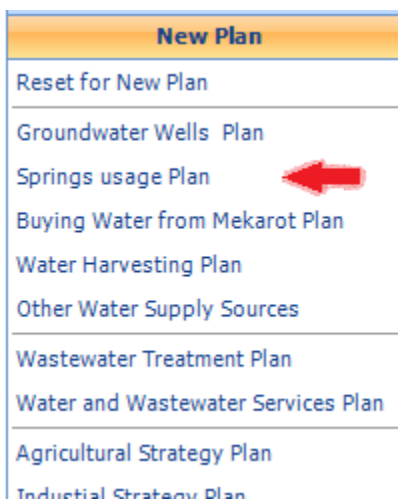 New Plan
Reset for New Plan
Groundwater Wells Plan
Springs usage Plan
Buying Water from Mekarot Plan
Water Harvesting Plan
Other Water Supply Sources
Wastewater Treatment Plan
Water and Wastewater Services Plan
Agricultural Strategy Plan
Industial Strategy Plan